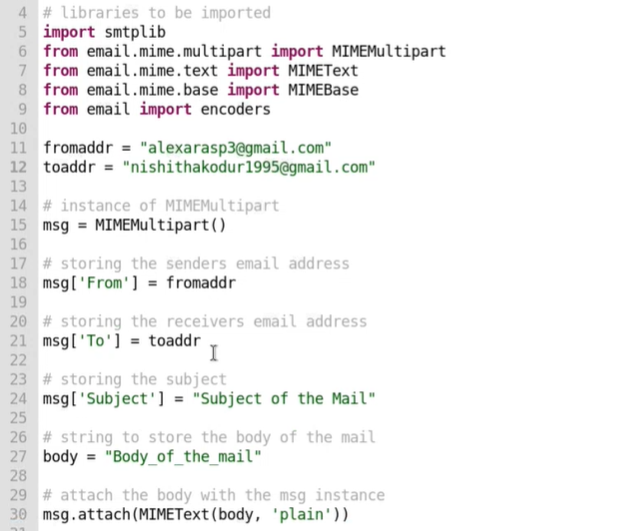 4 # libraries to be imported
5 import smtplib
6 from email.mime.multipart import MIMEMultipart
7 from email.mime.text import MIMEText
8 from email.mime.base import MIMEBase
9 from email import encoders
10
11 fromaddr = "alexarasp3@gmail.com"
12 toaddr = "nishithakodur1995@gmail.com"
13
14 # instance of MIMEMultipart
15 msg = MIMEMultipart()
16
17 # storing the senders email address
18 msg['From'] = fromaddr
19
20 # storing the receivers email address
21 msg['To'] = toaddr
22
23 # storing the subject
24 msg['Subject'] = "Subject of the Mail"
25
26 # string to store the body of the mail
27 body = "Body_of_the_mail"
28
29 # attach the body with the msg instance
30 msg.attach(MIMEText(body, 'plain'))